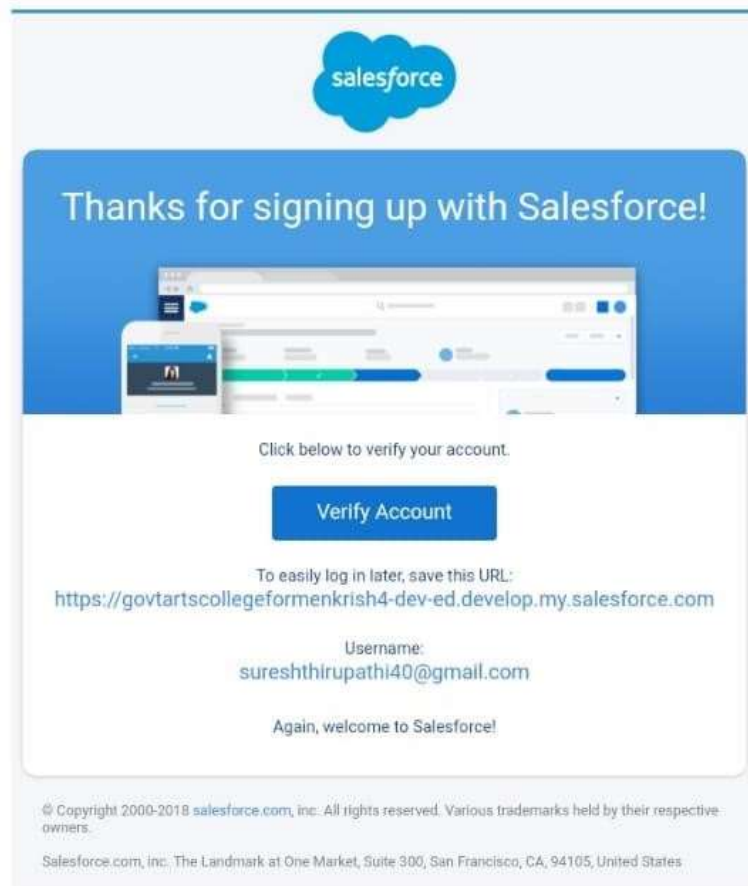 salesforce
Thanks for signing up with Salesforce!
Click below to verify your account.
Verify Account
To easily log in later, save this URL:
https://govtartscollegeformenkrish4-dev-ed.develop.my.salesforce.com
Username:
sureshthirupathi40@gmail.com
Again, welcome to Salesforce!
© Copyright 2000-2018 salesforce.com, inc. All rights reserved. Various trademarks held by their respective
owners.
Salesforce.com, inc. The Landmark at One Market, Suite 300, San Francisco, CA, 94105, United States